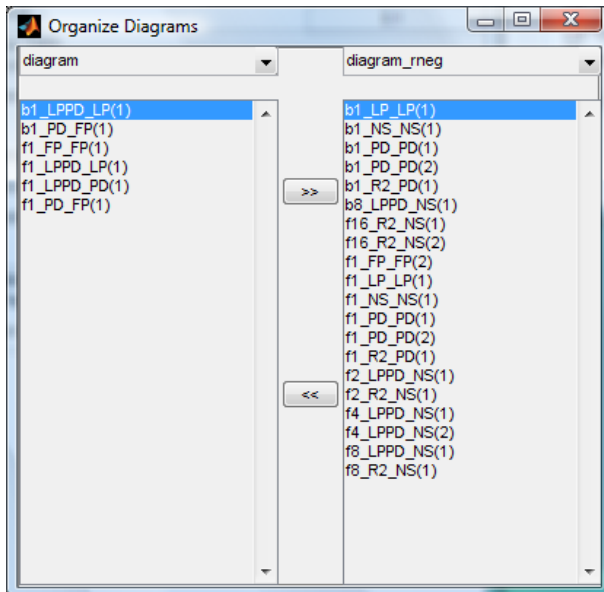 Organize Diagrams
diagram
diagram_rneg
b1_LPPD_LP(1)
b1_PD_FP(1)
f1_FP_FP(1)
f1_LPPD_LP(1)
f1_LPPD_PD(1)
f1_PD_FP(1)
>>
<<
b1_LP_LP(1)
b1_NS_NS(1)
b1_PD_PD(1)
b1_PD_PD(2)
b1_R2_PD(1)
b8_LPPD_NS(1)
f16_R2_NS(1)
f16_R2_NS(2)
f1_FP_FP(2)
f1_LP_LP(1)
f1_NS_NS(1)
f1_PD_PD(1)
f1_PD_PD(2)
f1_R2_PD(1)
f2_LPPD_NS(1)
f2_R2_NS(1)
f4_LPPD_NS(1)
f4_LPPD_NS(2)
f8_LPPD_NS(1)
f8_R2_NS(1)